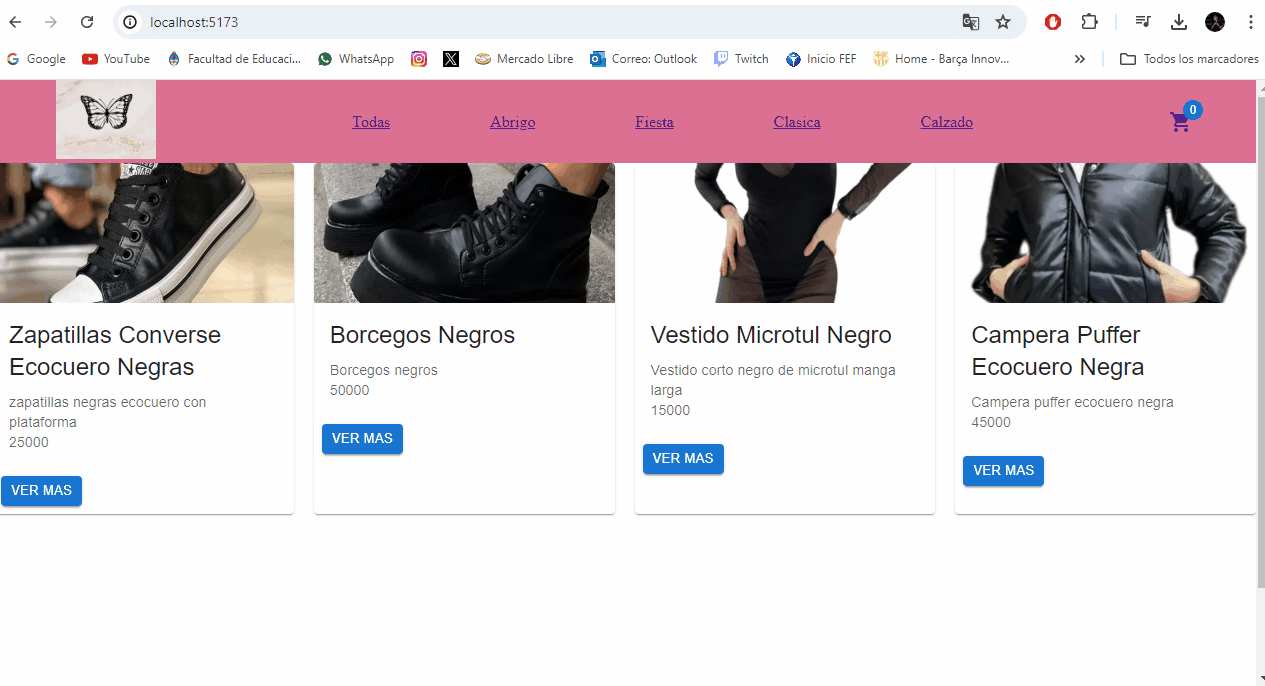 localhost:5173
Google
YouTube
Facultad de Educaci...
WhatsApp
Mercado Libre
Correo: Outlook
Twitch
Inicio FEF
Home - Barça Innov...
Todos los marcadores
Todas
Abrigo
Fiesta
Clasica
Calzado
0
Zapatillas Converse
Ecocuero Negras
zapatillas negras ecocuero con
plataforma
25000
VER MAS
Borcegos Negros
Borcegos negros
50000
VER MAS
Vestido Microtul Negro
Vestido corto negro de microtul manga
larga
15000
VER MAS
Campera Puffer
Ecocuero Negra
Campera puffer ecocuero negra
45000
VER MAS